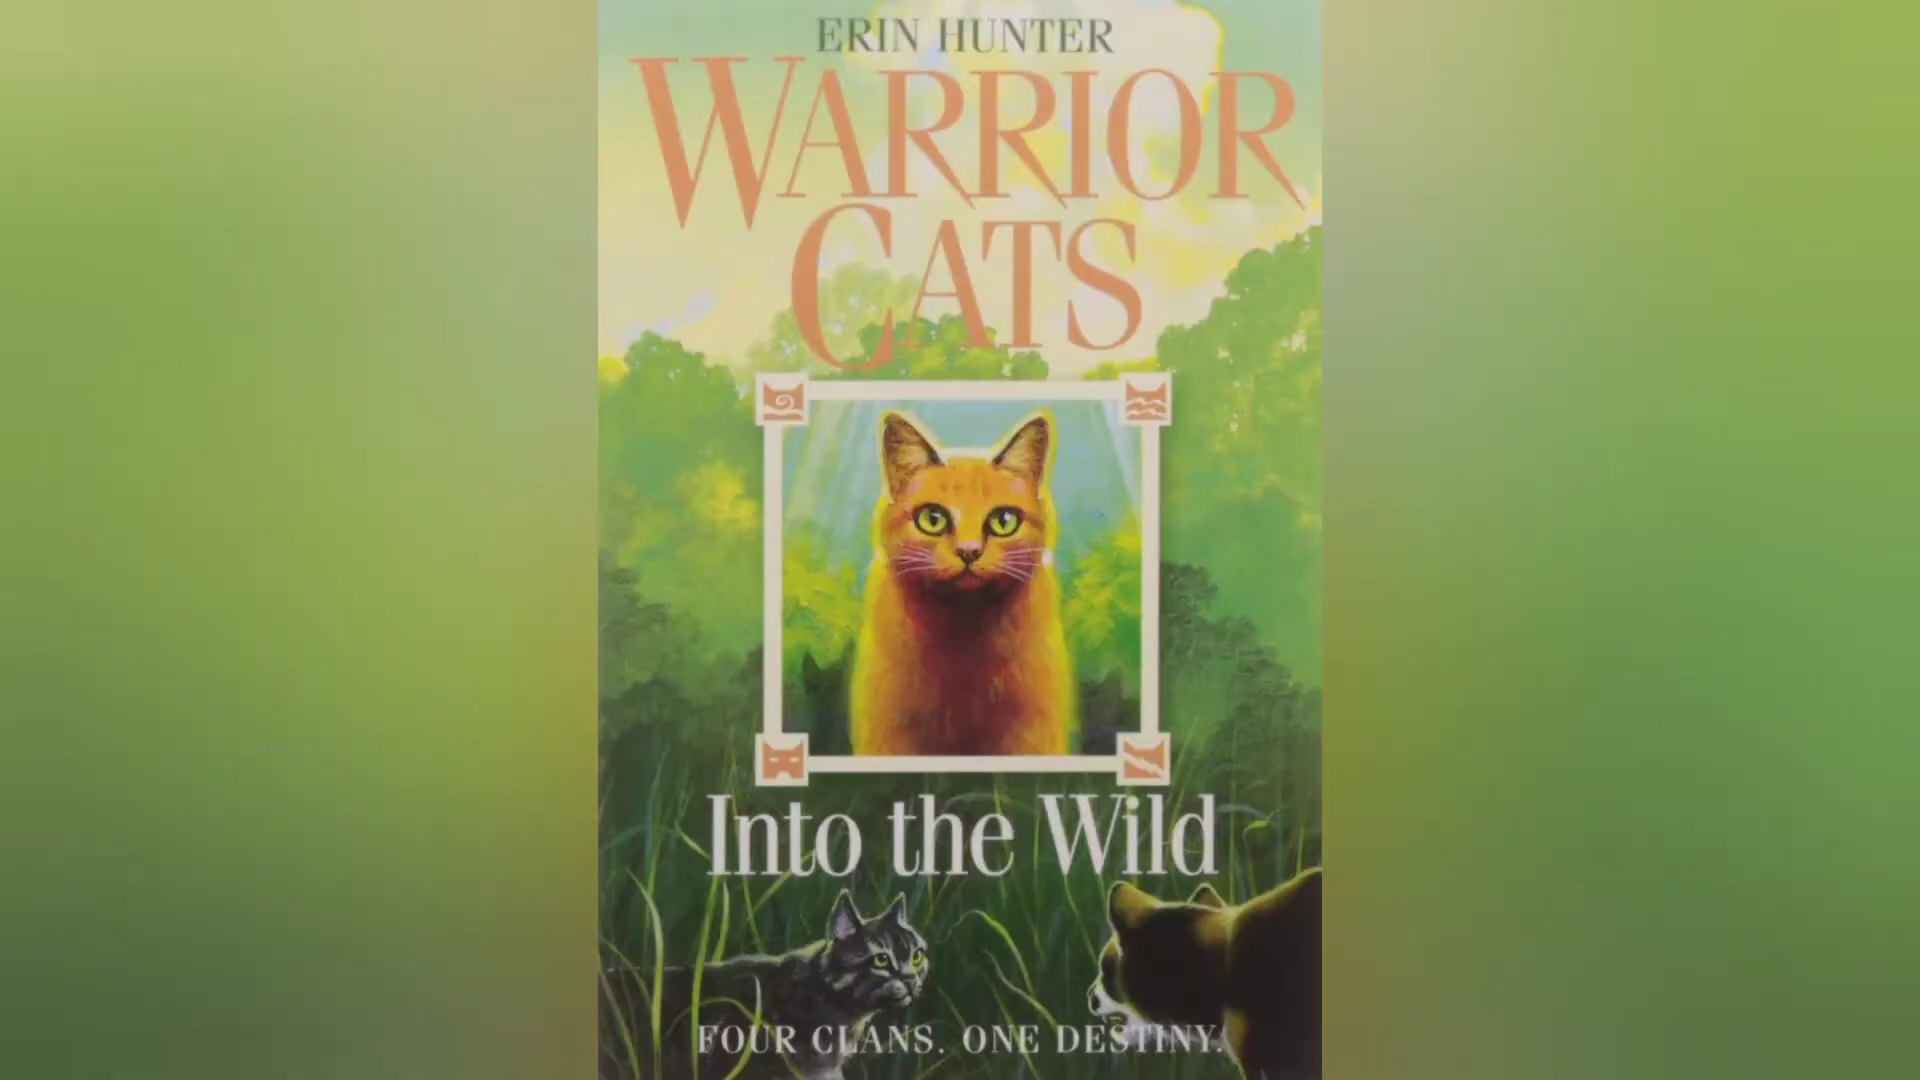 ERIN HUNTER
WARRIOR
CATS
Into the Wild
FOUR CLANS. ONE DESTINY.